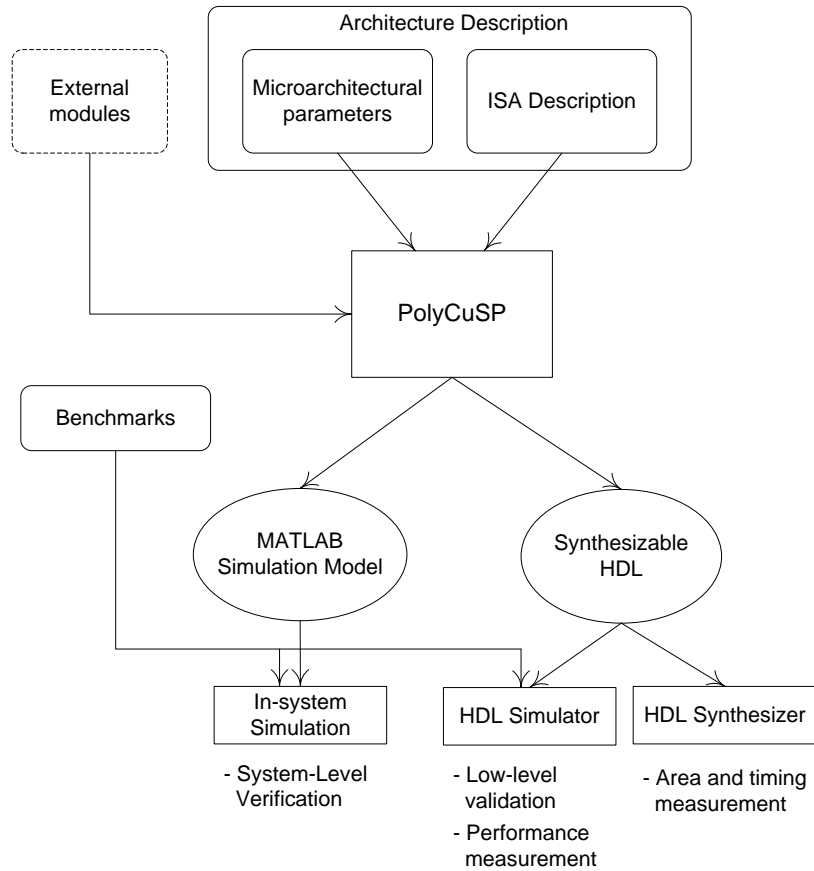 Architecture Description
External
modules
Microarchitectural
parameters
ISA Description
PolyCuSP
Benchmarks
MATLAB
Simulation Model
Synthesizable
HDL
In-system
Simulation
HDL Simulator
HDL Synthesizer
- System-Level
Verification
- Low-level
validation
- Performance
measurement
- Area and timing
measurement